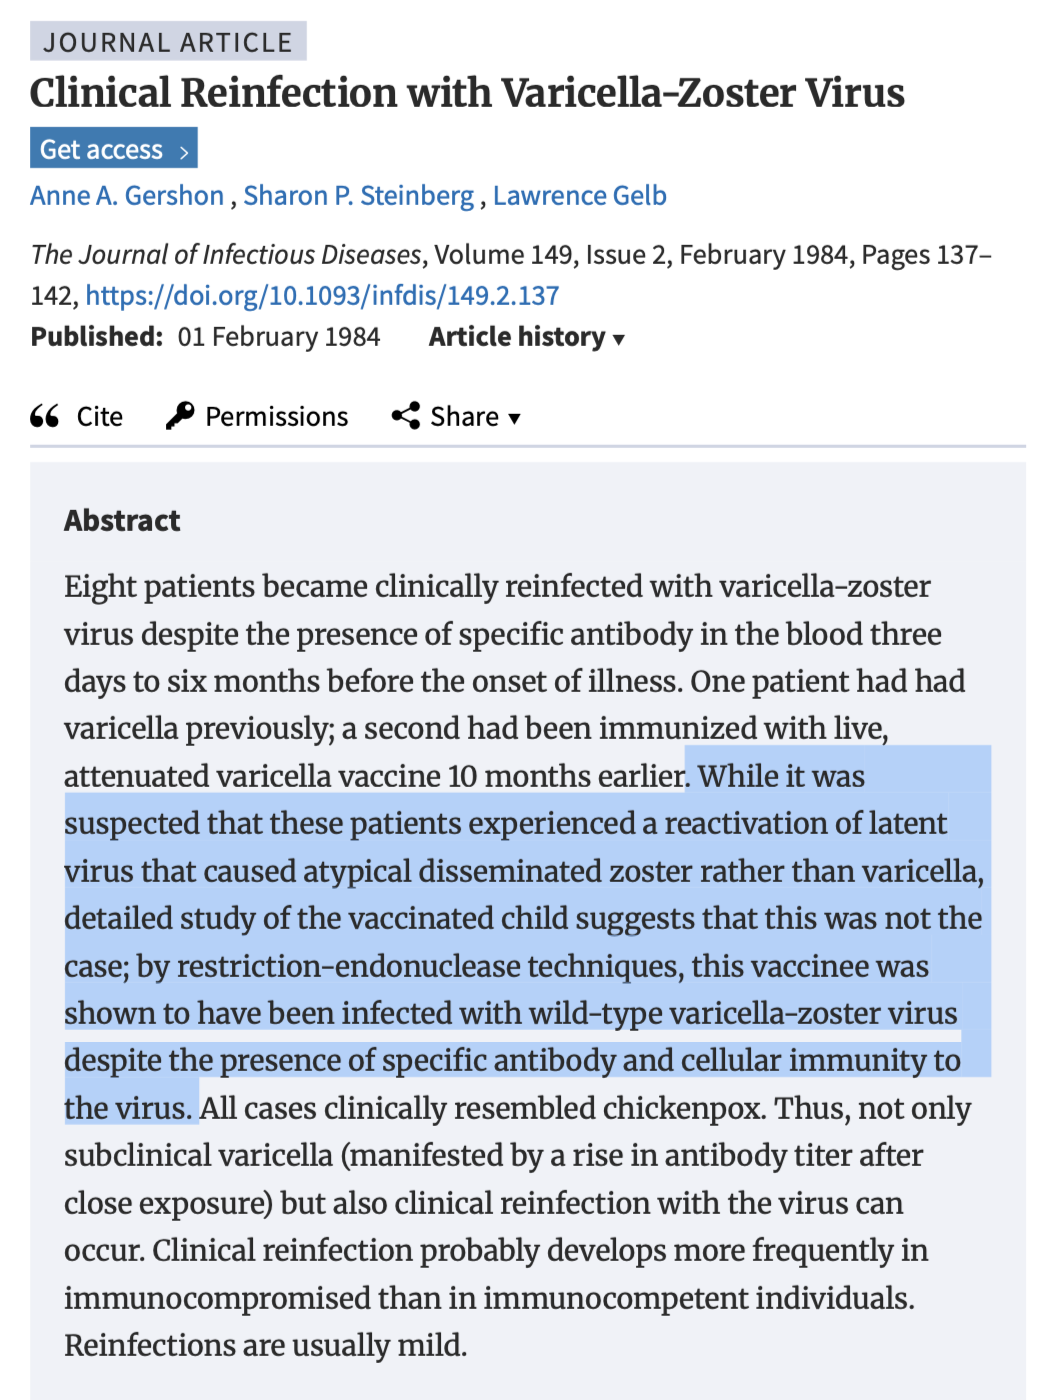 JOURNAL ARTICLE
Clinical Reinfection with Varicella-Zoster Virus
Get access >
Anne A. Gershon , Sharon P. Steinberg , Lawrence Gelb
The Journal of Infectious Diseases, Volume 149, Issue 2, February 1984, Pages 137–
142, https://doi.org/10.1093/infdis/149.2.137
Published: 01 February 1984 Article history ▾
Cite Permissions Share ▾
Abstract
Eight patients became clinically reinfected with varicella-zoster
virus despite the presence of specific antibody in the blood three
days to six months before the onset of illness. One patient had had
varicella previously; a second had been immunized with live,
attenuated varicella vaccine 10 months earlier. While it was
suspected that these patients experienced a reactivation of latent
virus that caused atypical disseminated zoster rather than varicella,
detailed study of the vaccinated child suggests that this was not the
case; by restriction-endonuclease techniques, this vaccinee was
shown to have been infected with wild-type varicella-zoster virus
despite the presence of specific antibody and cellular immunity to
the virus. All cases clinically resembled chickenpox. Thus, not only
subclinical varicella (manifested by a rise in antibody titer after
close exposure) but also clinical reinfection with the virus can
occur. Clinical reinfection probably develops more frequently in
immunocompromised than in immunocompetent individuals.
Reinfections are usually mild.